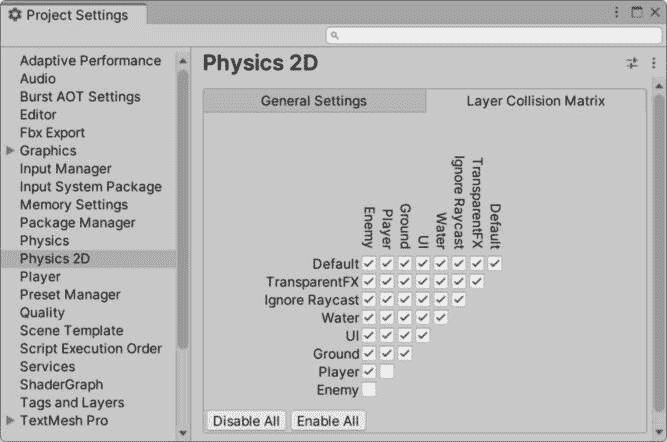 Project Settings
Adaptive Performance
Audio
Burst AOT Settings
Editor
Fbx Export
Graphics
Input Manager
Input System Package
Memory Settings
Package Manager
Physics
Physics 2D
Player
Preset Manager
Quality
Scene Template
Script Execution Order
Services
ShaderGraph
Tags and Layers
TextMesh Pro
Physics 2D
General Settings
Layer Collision Matrix
Enemy
Player
Ground
UI
Water
Ignore Raycast
TransparentFX
Default
Default
TransparentFX
Ignore Raycast
Water
UI
Ground
Player
Enemy
Disable All
Enable All